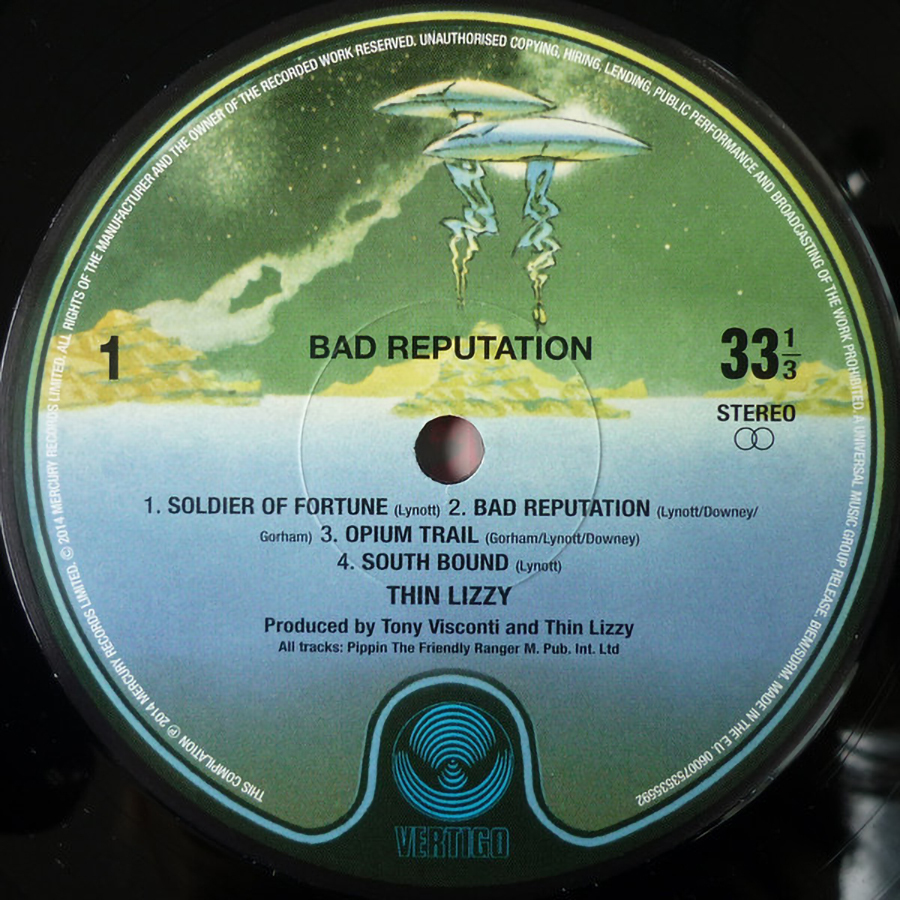 THIS COMPILATION ℗ 2014 MERCURY RECORDS LIMITED. © 2014 MERCURY RECORDS LIMITED. ALL RIGHTS OF THE MANUFACTURER AND THE OWNER OF THE RECORDED WORK RESERVED. UNAUTHORISED COPYING, HIRING, LENDING, PUBLIC PERFORMANCE AND BROADCASTING OF THE WORK PROHIBITED. A UNIVERSAL MUSIC GROUP RELEASE. BIEM/SDRM. MADE IN THE E.U. 060075353592
1
BAD REPUTATION
33 1/3
STEREO
1. SOLDIER OF FORTUNE (Lynott) 2. BAD REPUTATION (Lynott/Downey/
Gorham) 3. OPIUM TRAIL (Gorham/Lynott/Downey)
4. SOUTH BOUND (Lynott)
THIN LIZZY
Produced by Tony Visconti and Thin Lizzy
All tracks: Pippin The Friendly Ranger M. Pub. Int. Ltd
VERTIGO